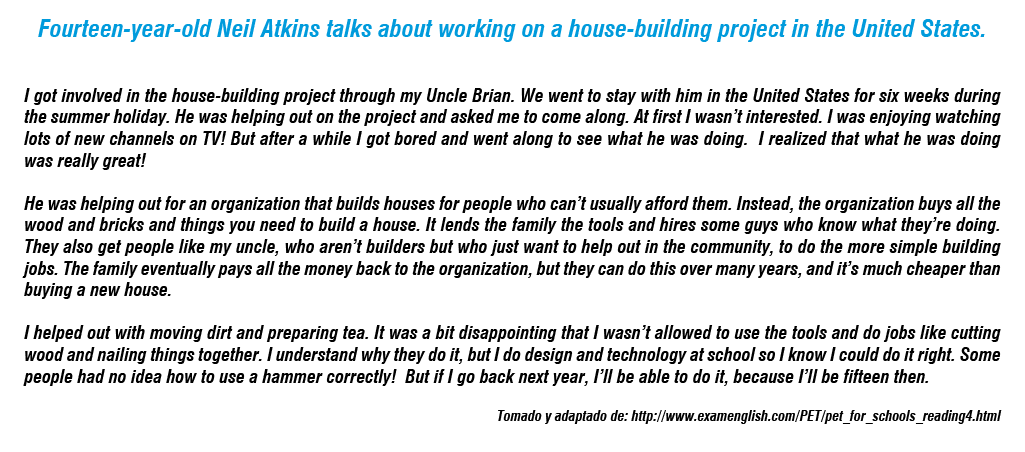 Fourteen-year-old Neil Atkins talks about working on a house-building project in the United States.
I got involved in the house-building project through my Uncle Brian. We went to stay with him in the United States for six weeks during
the summer holiday. He was helping out on the project and asked me to come along. At first I wasn't interested. I was enjoying watching
lots of new channels on TV! But after a while I got bored and went along to see what he was doing.  I realized that what he was doing
was really great!
He was helping out for an organization that builds houses for people who can't usually afford them. Instead, the organization buys all the
wood and bricks and things you need to build a house. It lends the family the tools and hires some guys who know what they're doing.
They also get people like my uncle, who aren't builders but who just want to help out in the community, to do the more simple building
jobs. The family eventually pays all the money back to the organization, but they can do this over many years, and it's much cheaper than
buying a new house.
I helped out with moving dirt and preparing tea. It was a bit disappointing that I wasn't allowed to use the tools and do jobs like cutting
wood and nailing things together. I understand why they do it, but I do design and technology at school so I know I could do it right. Some
people had no idea how to use a hammer correctly!  But if I go back next year, I'll be able to do it, because I'll be fifteen then.
Tomado y adaptado de: http://www.examenglish.com/PET/pet_for_schools_reading4.html